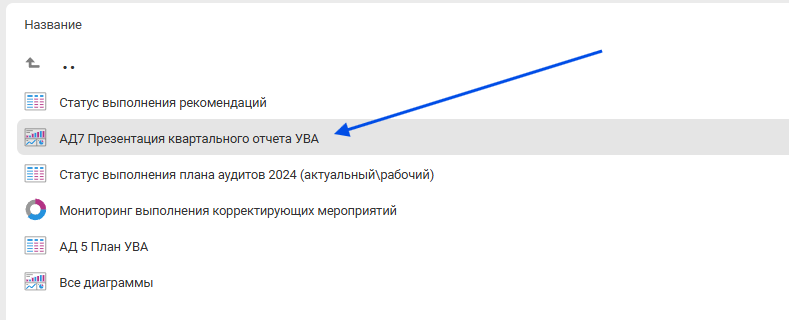 Название
..
Статус выполнения рекомендаций
АД7 Презентация квартального отчета УВА
Статус выполнения плана аудитов 2024 (актуальный\рабочий)
Мониторинг выполнения корректирующих мероприятий
АД 5 План УВА
Все диаграммы